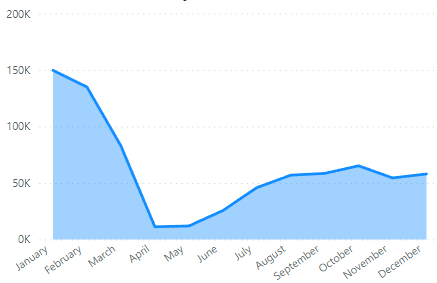 200K
150K
100K
50K
0K
January
February
March
April
May
June
July
August
September
October
November
December